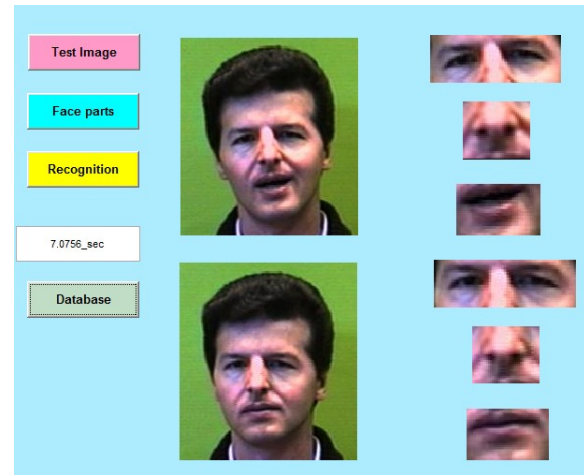 Test Image
Face parts
Recognition
7.0756_sec
Database